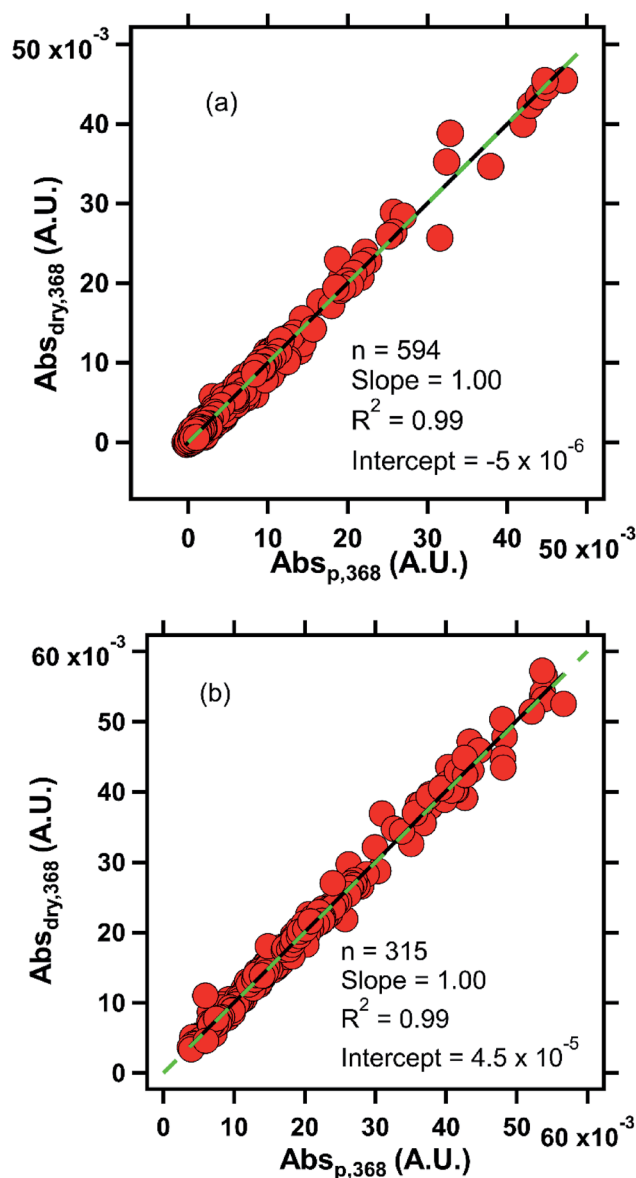 50 x10⁻³
(a)
40
30
20
10
0
Abs_dry,368 (A.U.)
n = 594
Slope = 1.00
R² = 0.99
Intercept = -5 x 10⁻⁶
0 10 20 30 40 50 x10⁻³
Abs_p,368 (A.U.)
60 x10⁻³
(b)
50
40
30
20
10
0
Abs_dry,368 (A.U.)
n = 315
Slope = 1.00
R² = 0.99
Intercept = 4.5 x 10⁻⁵
0 10 20 30 40 50 60 x10⁻³
Abs_p,368 (A.U.)